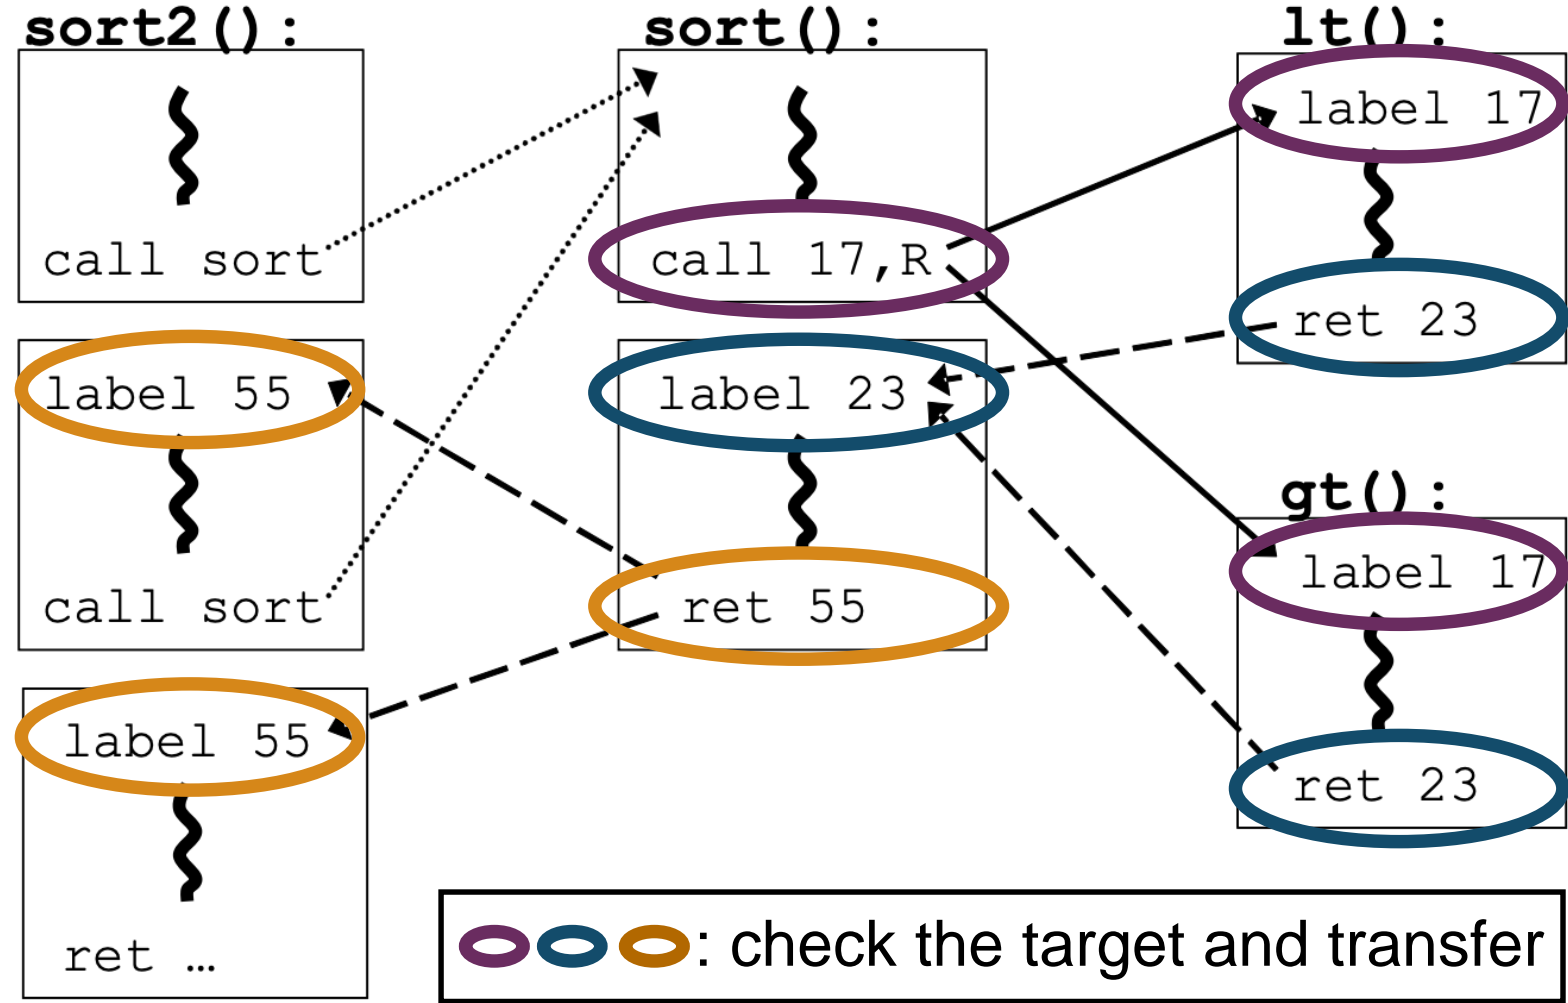 sort2():
call sort
label 55
call sort
label 55
ret …
sort():
call 17,R
label 23
ret 55
lt():
label 17
ret 23
gt():
label 17
ret 23
: check the target and transfer